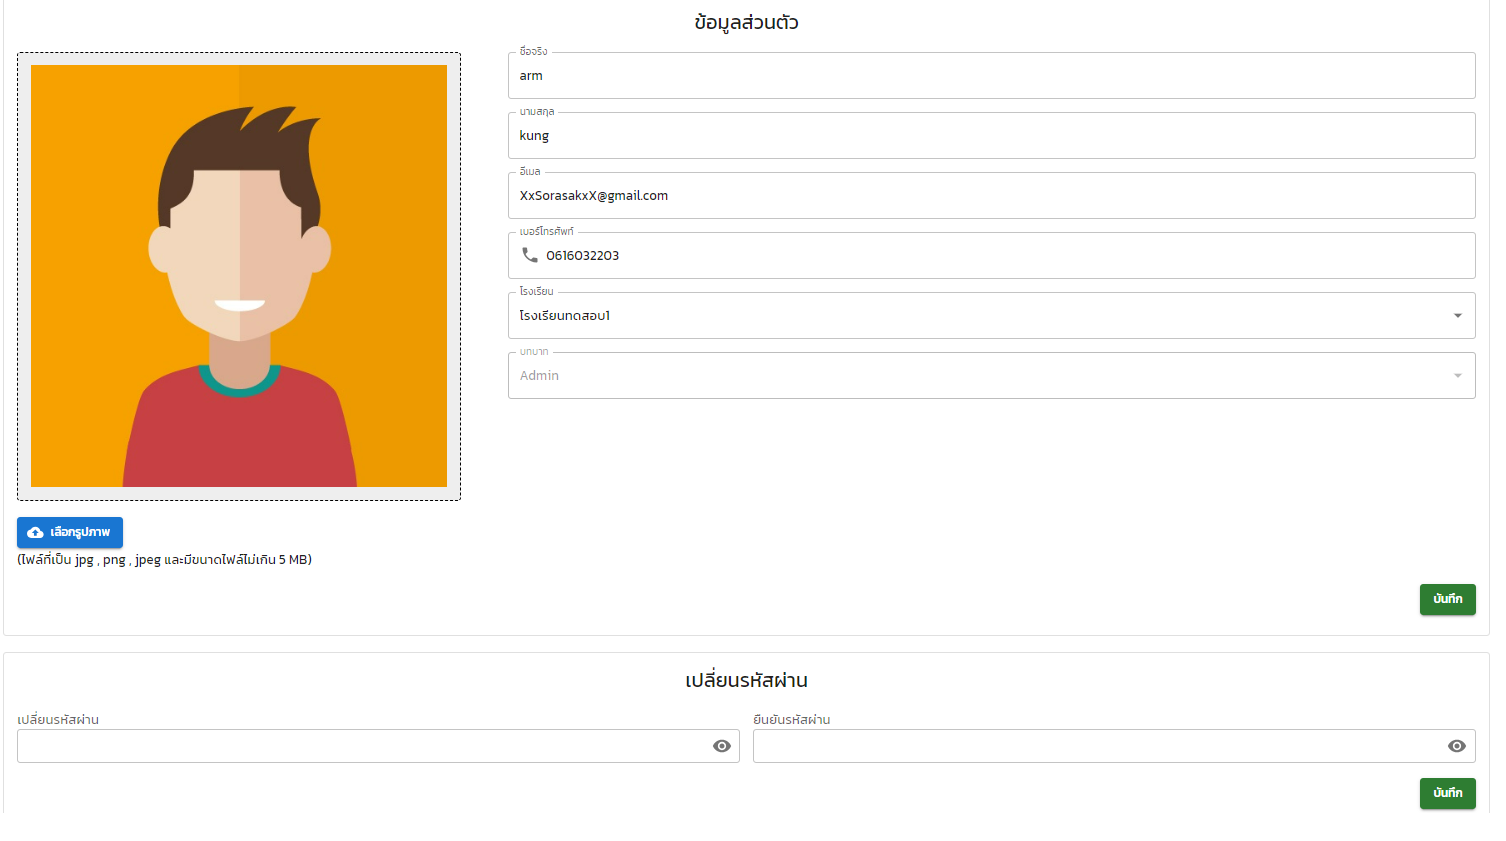 ข้อมูลส่วนตัว
ชื่อจริง
arm
นามสกุล
kung
อีเมล
XxSorasakxX@gmail.com
เบอร์โทรศัพท์
0616032203
โรงเรียน
โรงเรียนทดสอบ1
บทบาท
Admin
เลือกรูปภาพ
(ไฟล์ที่เป็น jpg , png , jpeg และมีขนาดไฟล์ไม่เกิน 5 MB)
บันทึก
เปลี่ยนรหัสผ่าน
เปลี่ยนรหัสผ่าน
ยืนยันรหัสผ่าน
บันทึก